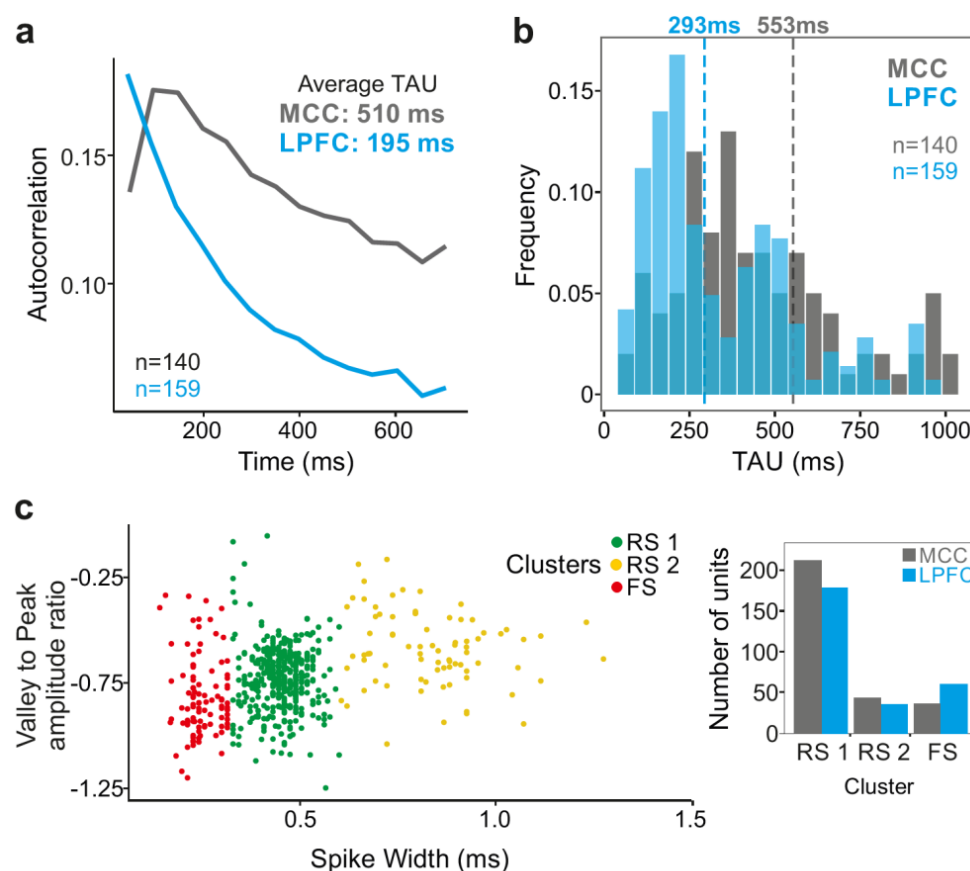 a
Average TAU
MCC: 510 ms
LPFC: 195 ms
0.15
0.10
Autocorrelation
n=140
n=159
200 400 600
Time (ms)
b
293ms 553ms
MCC
LPFC
n=140
n=159
0.15
0.10
0.05
0
Frequency
0 250 500 750 1000
TAU (ms)
c
Clusters
RS 1
RS 2
FS
-0.25
-0.75
-1.25
Valley to Peak
amplitude ratio
0.5 1.0 1.5
Spike Width (ms)
MCC
LPFC
200
150
100
50
0
Number of units
RS 1 RS 2 FS
Cluster